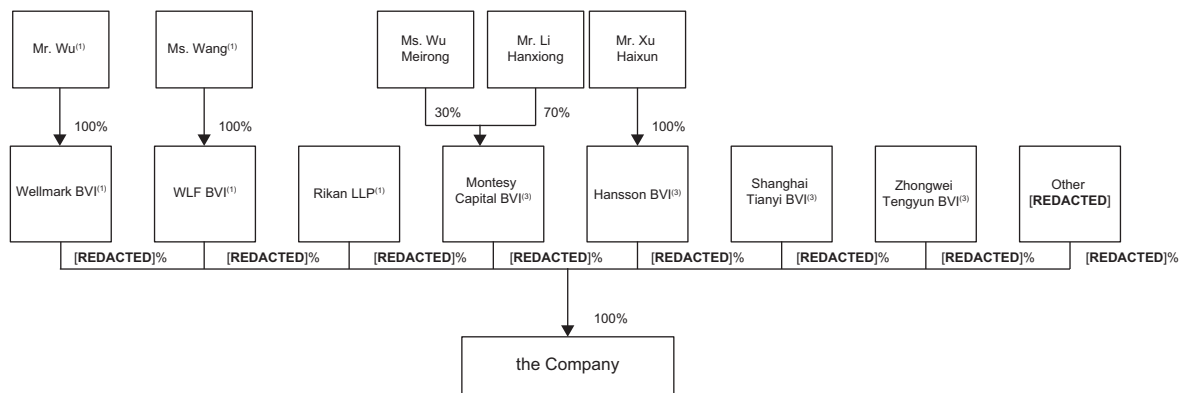 Mr. Wu(1)
Ms. Wang(1)
Ms. Wu
Meirong
Mr. Li
Hanxiong
Mr. Xu
Haixun
100%
100%
30%
70%
100%
Wellmark BVI(1)
WLF BVI(1)
Rikan LLP(1)
Montesy
Capital BVI(3)
Hansson BVI(3)
Shanghai
Tianyi BVI(3)
Zhongwei
Tengyun BVI(3)
Other
[REDACTED]
[REDACTED]%
[REDACTED]%
[REDACTED]%
[REDACTED]%
[REDACTED]%
[REDACTED]%
[REDACTED]%
[REDACTED]%
100%
the Company